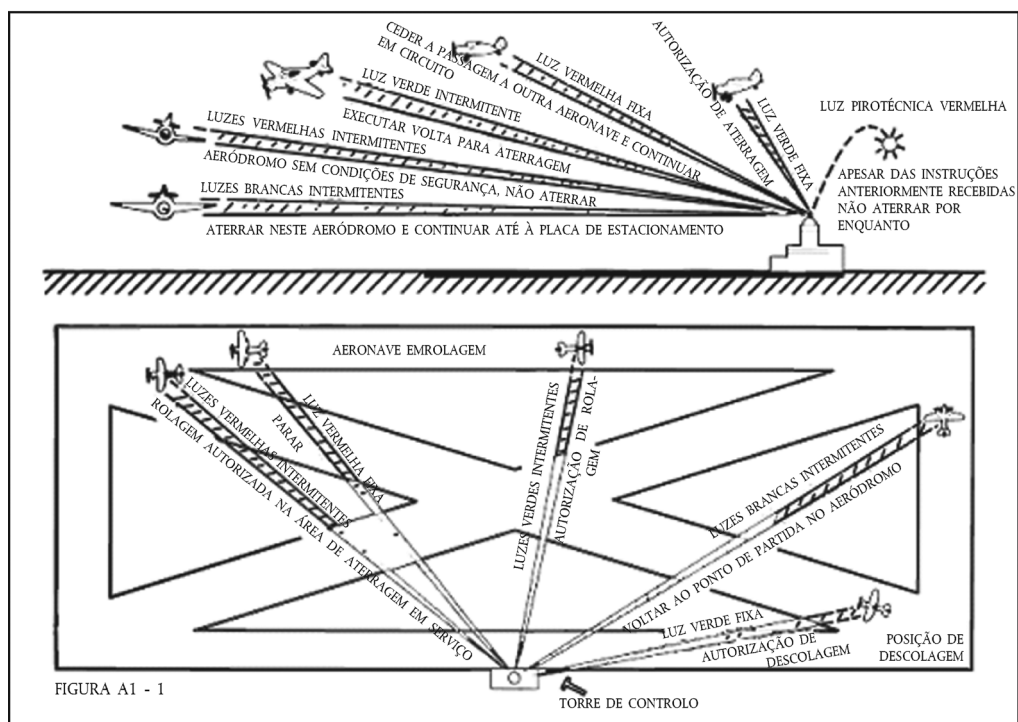 CEDER A PASSAGEM A OUTRA AERONAVE E CONTINUAR
EM CIRCUITO
LUZ VERMELHA FIXA
AUTORIZAÇÃO DE ATERRAGEM
LUZ VERDE FIXA
LUZ PIROTÉCNICA VERMELHA
APESAR DAS INSTRUÇÕES
ANTERIORMENTE RECEBIDAS
NÃO ATERRAR POR
ENQUANTO
LUZ VERDE INTERMITENTE
EXECUTAR VOLTA PARA ATERRAGEM
LUZES VERMELHAS INTERMITENTES
AERÓDROMO SEM CONDIÇÕES DE SEGURANÇA, NÃO ATERRAR
LUZES BRANCAS INTERMITENTES
ATERRAR NESTE AERÓDROMO E CONTINUAR ATÉ À PLACA DE ESTACIONAMENTO
AERONAVE EMROLAGEM
LUZES VERMELHAS INTERMITENTES
ROLAGEM AUTORIZADA NA ÁREA DE ATERRAGEM EM SERVIÇO
LUZ VERMELHA FIXA
PARAR
LUZES VERDES INTERMITENTES
AUTORIZAÇÃO DE ROLA-
GEM
LUZES BRANCAS INTERMITENTES
VOLTAR AO PONTO DE PARTIDA NO AERÓDROMO
LUZ VERDE FIXA
AUTORIZAÇÃO DE
DESCOLAGEM
POSIÇÃO DE
DESCOLAGEM
FIGURA A1 - 1
TORRE DE CONTROLO